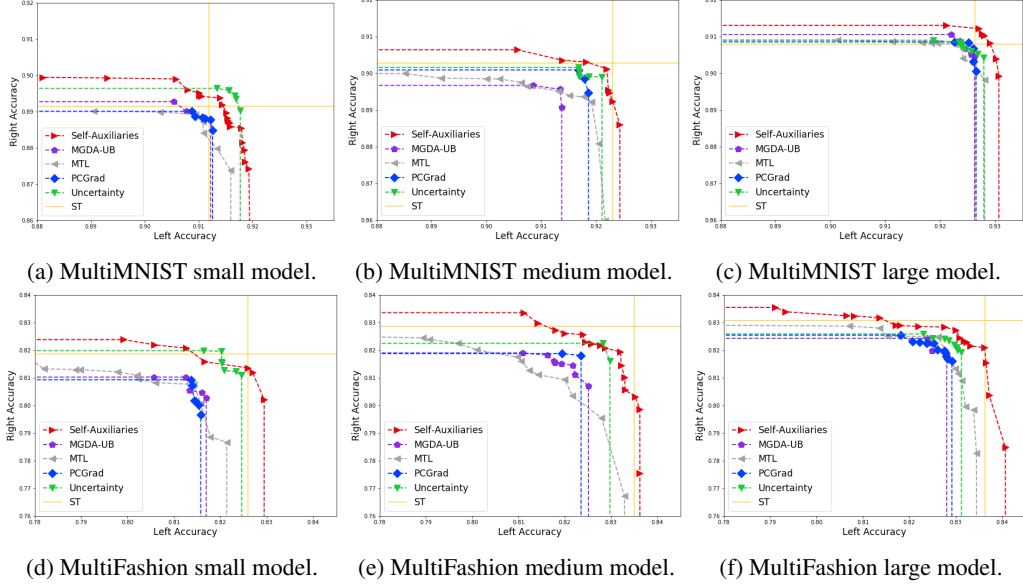 0.92
0.91
0.90
0.89
0.88
0.87
0.86
Right Accuracy
Self-Auxiliaries
MGDA-UB
MTL
PCGrad
Uncertainty
ST
0.88 0.89 0.90 0.91 0.92 0.93
Left Accuracy
(a) MultiMNIST small model.
0.92
0.91
0.90
0.89
0.88
0.87
0.86
Right Accuracy
Self-Auxiliaries
MGDA-UB
MTL
PCGrad
Uncertainty
ST
0.88 0.89 0.90 0.91 0.92 0.93
Left Accuracy
(b) MultiMNIST medium model.
0.92
0.91
0.90
0.89
0.88
0.87
0.86
Right Accuracy
Self-Auxiliaries
MGDA-UB
MTL
PCGrad
Uncertainty
ST
0.88 0.89 0.90 0.91 0.92 0.93
Left Accuracy
(c) MultiMNIST large model.
0.84
0.83
0.82
0.81
0.80
0.79
0.78
0.77
0.76
Right Accuracy
Self-Auxiliaries
MGDA-UB
MTL
PCGrad
Uncertainty
ST
0.78 0.79 0.80 0.81 0.82 0.83 0.84
Left Accuracy
(d) MultiFashion small model.
0.84
0.83
0.82
0.81
0.80
0.79
0.78
0.77
0.76
Right Accuracy
Self-Auxiliaries
MGDA-UB
MTL
PCGrad
Uncertainty
ST
0.78 0.79 0.80 0.81 0.82 0.83 0.84
Left Accuracy
(e) MultiFashion medium model.
0.84
0.83
0.82
0.81
0.80
0.79
0.78
0.77
0.76
Right Accuracy
Self-Auxiliaries
MGDA-UB
MTL
PCGrad
Uncertainty
ST
0.78 0.79 0.80 0.81 0.82 0.83 0.84
Left Accuracy
(f) MultiFashion large model.